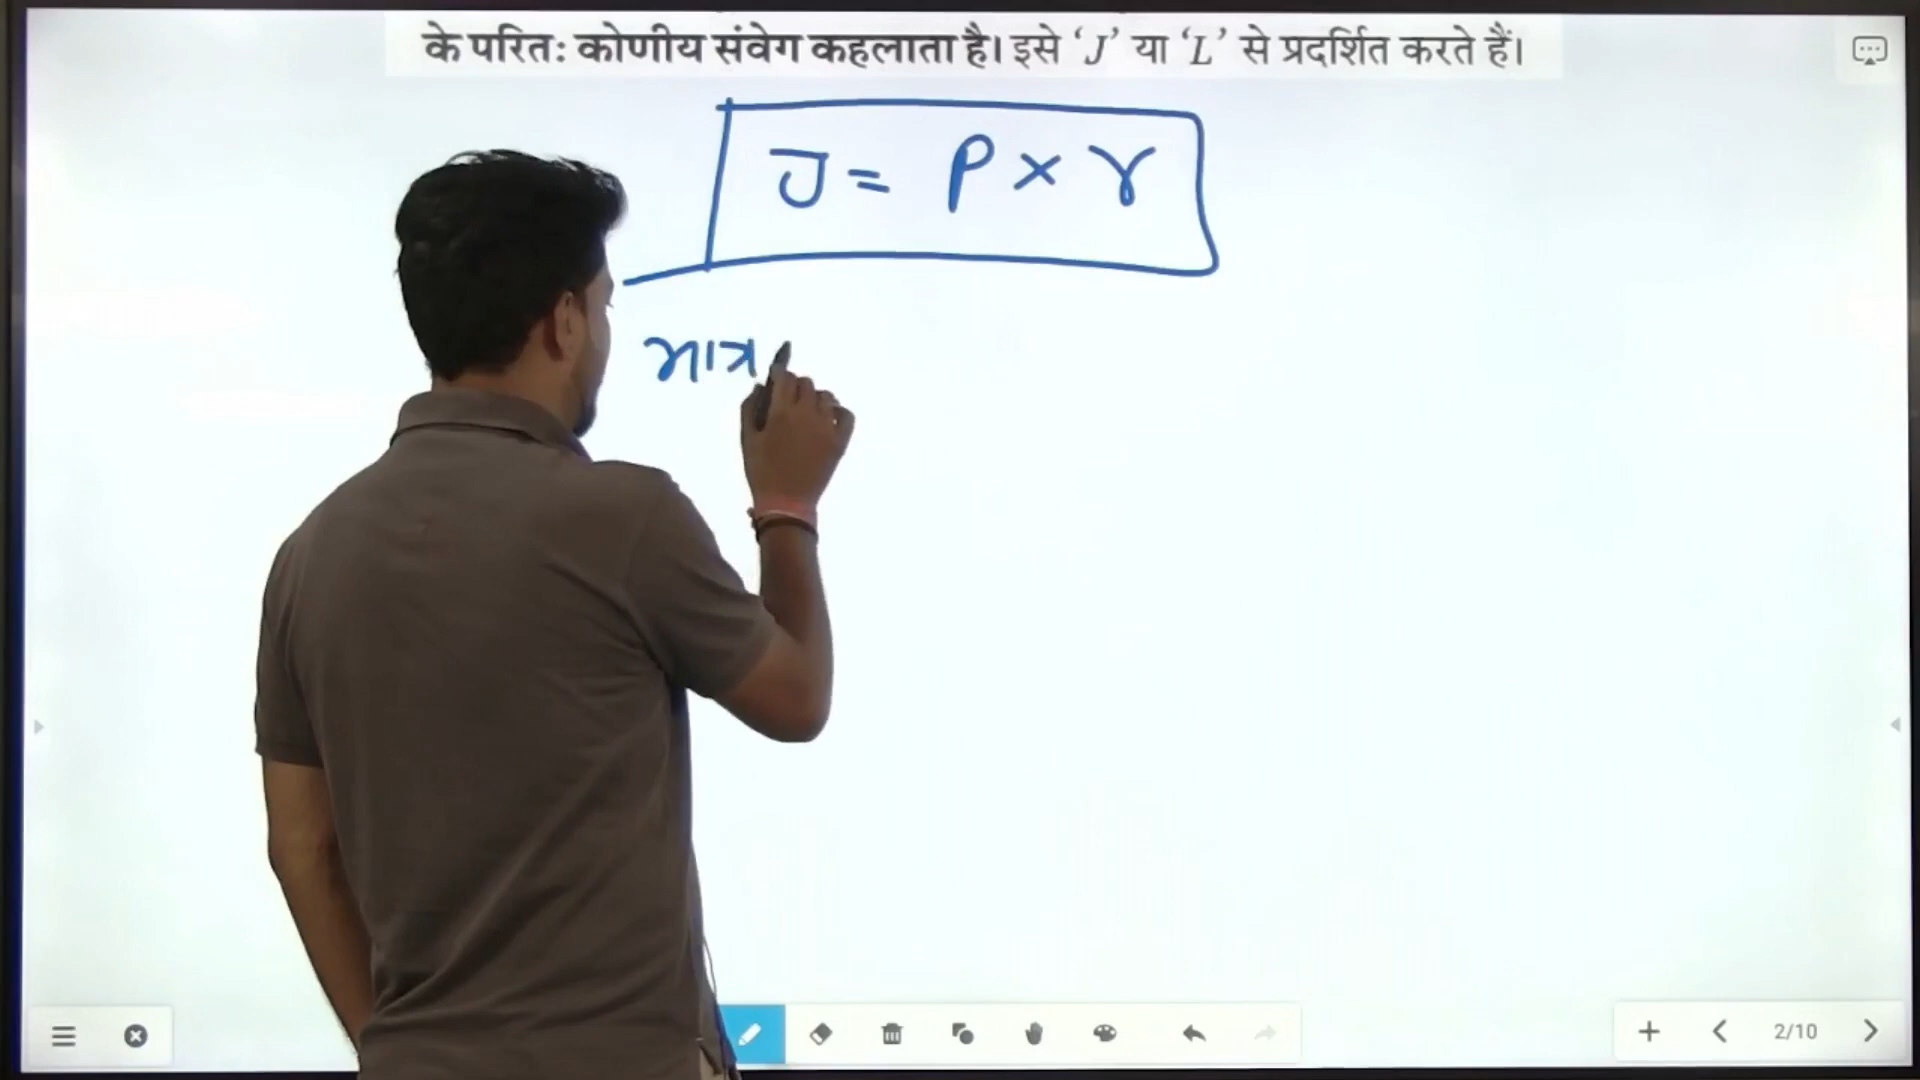 के परितः कोणीय संवेग कहलाता है। इसे ‘J’ या ‘L’ से प्रदर्शित करते हैं।
J = P × r
मात्र
2/10